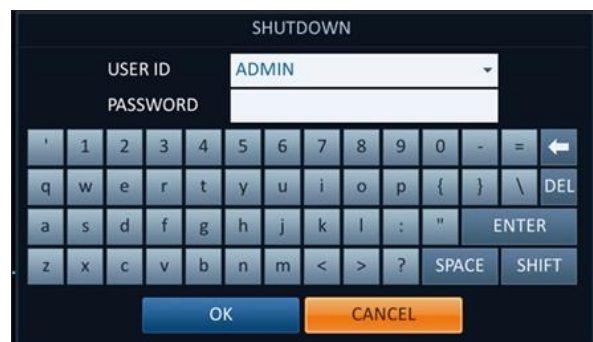 SHUTDOWN
USER ID ADMIN
PASSWORD
' 1 2 3 4 5 6 7 8 9 0 - =
q w e r t y u i o p { } \ DEL
a s d f g h j k l : " ENTER
z x c v b n m < > ? SPACE SHIFT
OK CANCEL